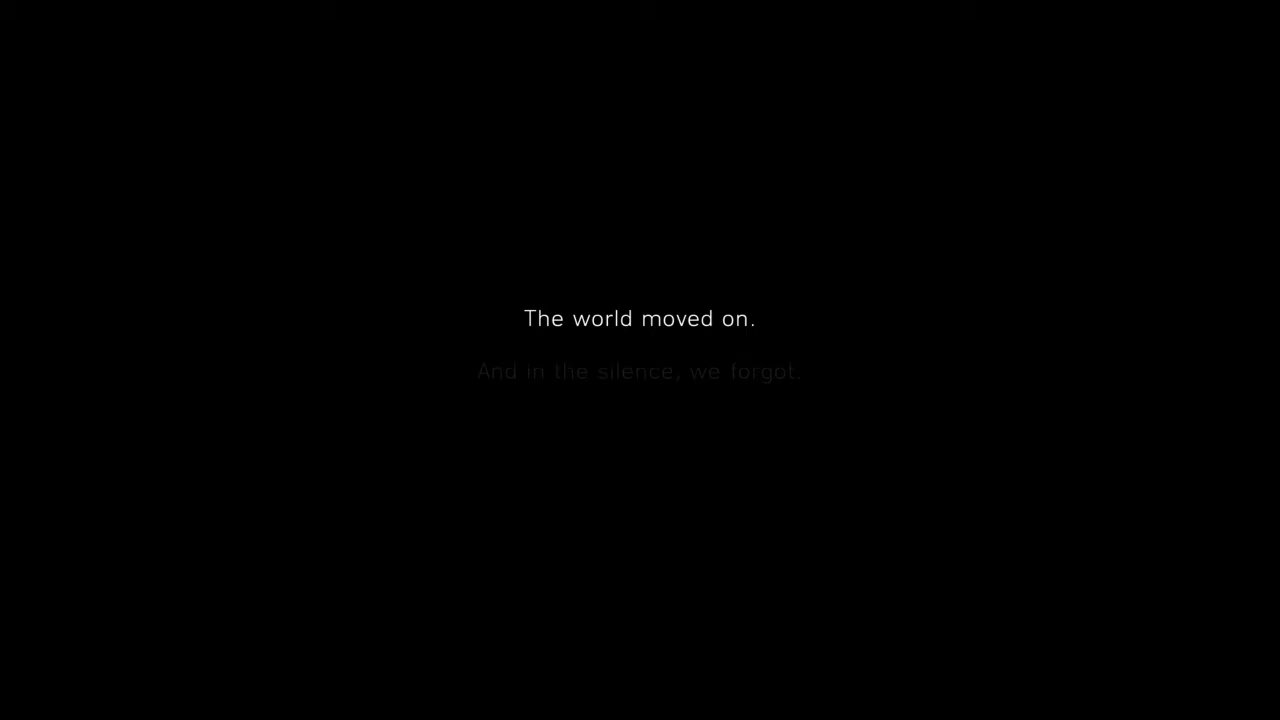 The world moved on.
And in the silence, we forgot.